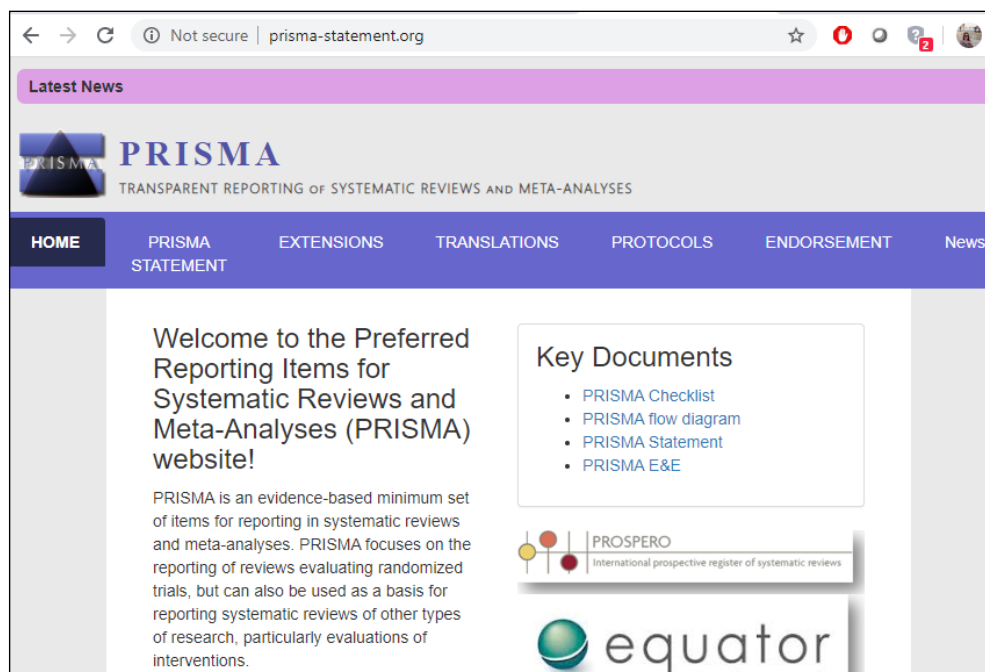 Not secure | prisma-statement.org
2
Latest News
PRISMA
PRISMA
TRANSPARENT REPORTING OF SYSTEMATIC REVIEWS AND META-ANALYSES
HOME
PRISMA
STATEMENT
EXTENSIONS
TRANSLATIONS
PROTOCOLS
ENDORSEMENT
News
Welcome to the Preferred
Reporting Items for
Systematic Reviews and
Meta-Analyses (PRISMA)
website!
PRISMA is an evidence-based minimum set
of items for reporting in systematic reviews
and meta-analyses. PRISMA focuses on the
reporting of reviews evaluating randomized
trials, but can also be used as a basis for
reporting systematic reviews of other types
of research, particularly evaluations of
interventions.
Key Documents
• PRISMA Checklist
• PRISMA flow diagram
• PRISMA Statement
• PRISMA E&E
PROSPERO
International prospective register of systematic reviews
equator